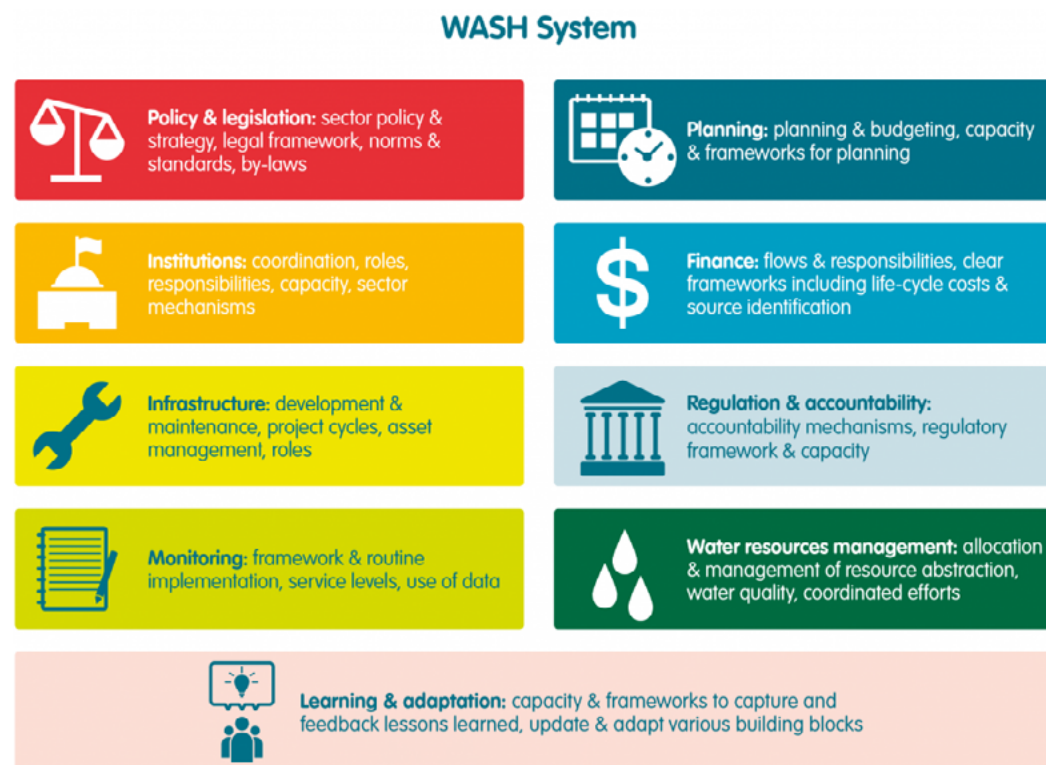 WASH System
Policy & legislation: sector policy &
strategy, legal framework, norms &
standards, by-laws
Planning: planning & budgeting, capacity
& frameworks for planning
Institutions: coordination, roles,
responsibilities, capacity, sector
mechanisms
Finance: flows & responsibilities, clear
frameworks including life-cycle costs &
source identification
Infrastructure: development &
maintenance, project cycles, asset
management, roles
Regulation & accountability:
accountability mechanisms, regulatory
framework & capacity
Monitoring: framework & routine
implementation, service levels, use of data
Water resources management: allocation
& management of resource abstraction,
water quality, coordinated efforts
Learning & adaptation: capacity & frameworks to capture and
feedback lessons learned, update & adapt various building blocks